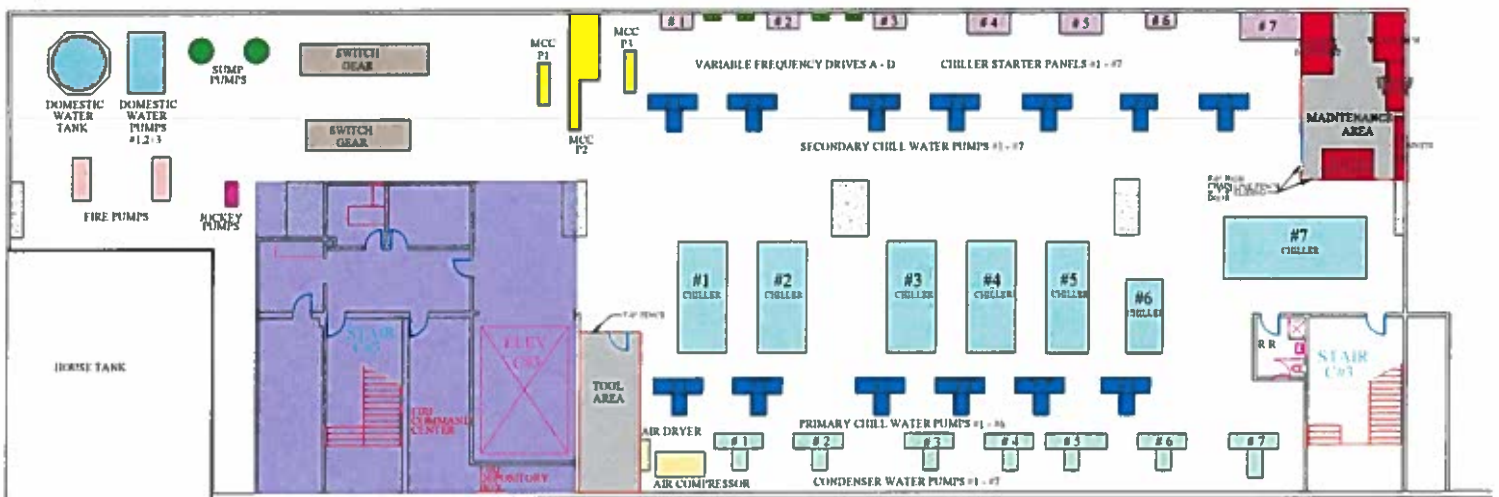 #1
#2
#3
#4
#5
#6
#7
MCC
P1
MCC
P3
SWITCH
GEAR
SUMP
PUMPS
VARIABLE FREQUENCY DRIVES A - D
CHILLER STARTER PANELS #1 - #7
DOMESTIC
WATER
TANK
DOMESTIC
WATER
PUMPS
#1,2+3
MAINTENANCE
AREA
SWITCH
GEAR
MCC
P2
SECONDARY CHILL WATER PUMPS #1 - #7
FIRE PUMPS
JOCKEY
PUMPS
#7
CHILLER
#1
CHILLER
#2
CHILLER
#3
CHILLER
#4
CHILLER
#5
CHILLER
#6
CHILLER
STAIR
ELEV
R R
STAIR
C#3
HOUSE TANK
TOOL
AREA
FIRE
COMMAND
CENTER
PRIMARY CHILL WATER PUMPS #1 - #6
AIR DRYER
#1
#2
#3
#4
#5
#6
#7
DEPOSITORY
BOX
AIR COMPRESSOR
CONDENSER WATER PUMPS #1 - #7